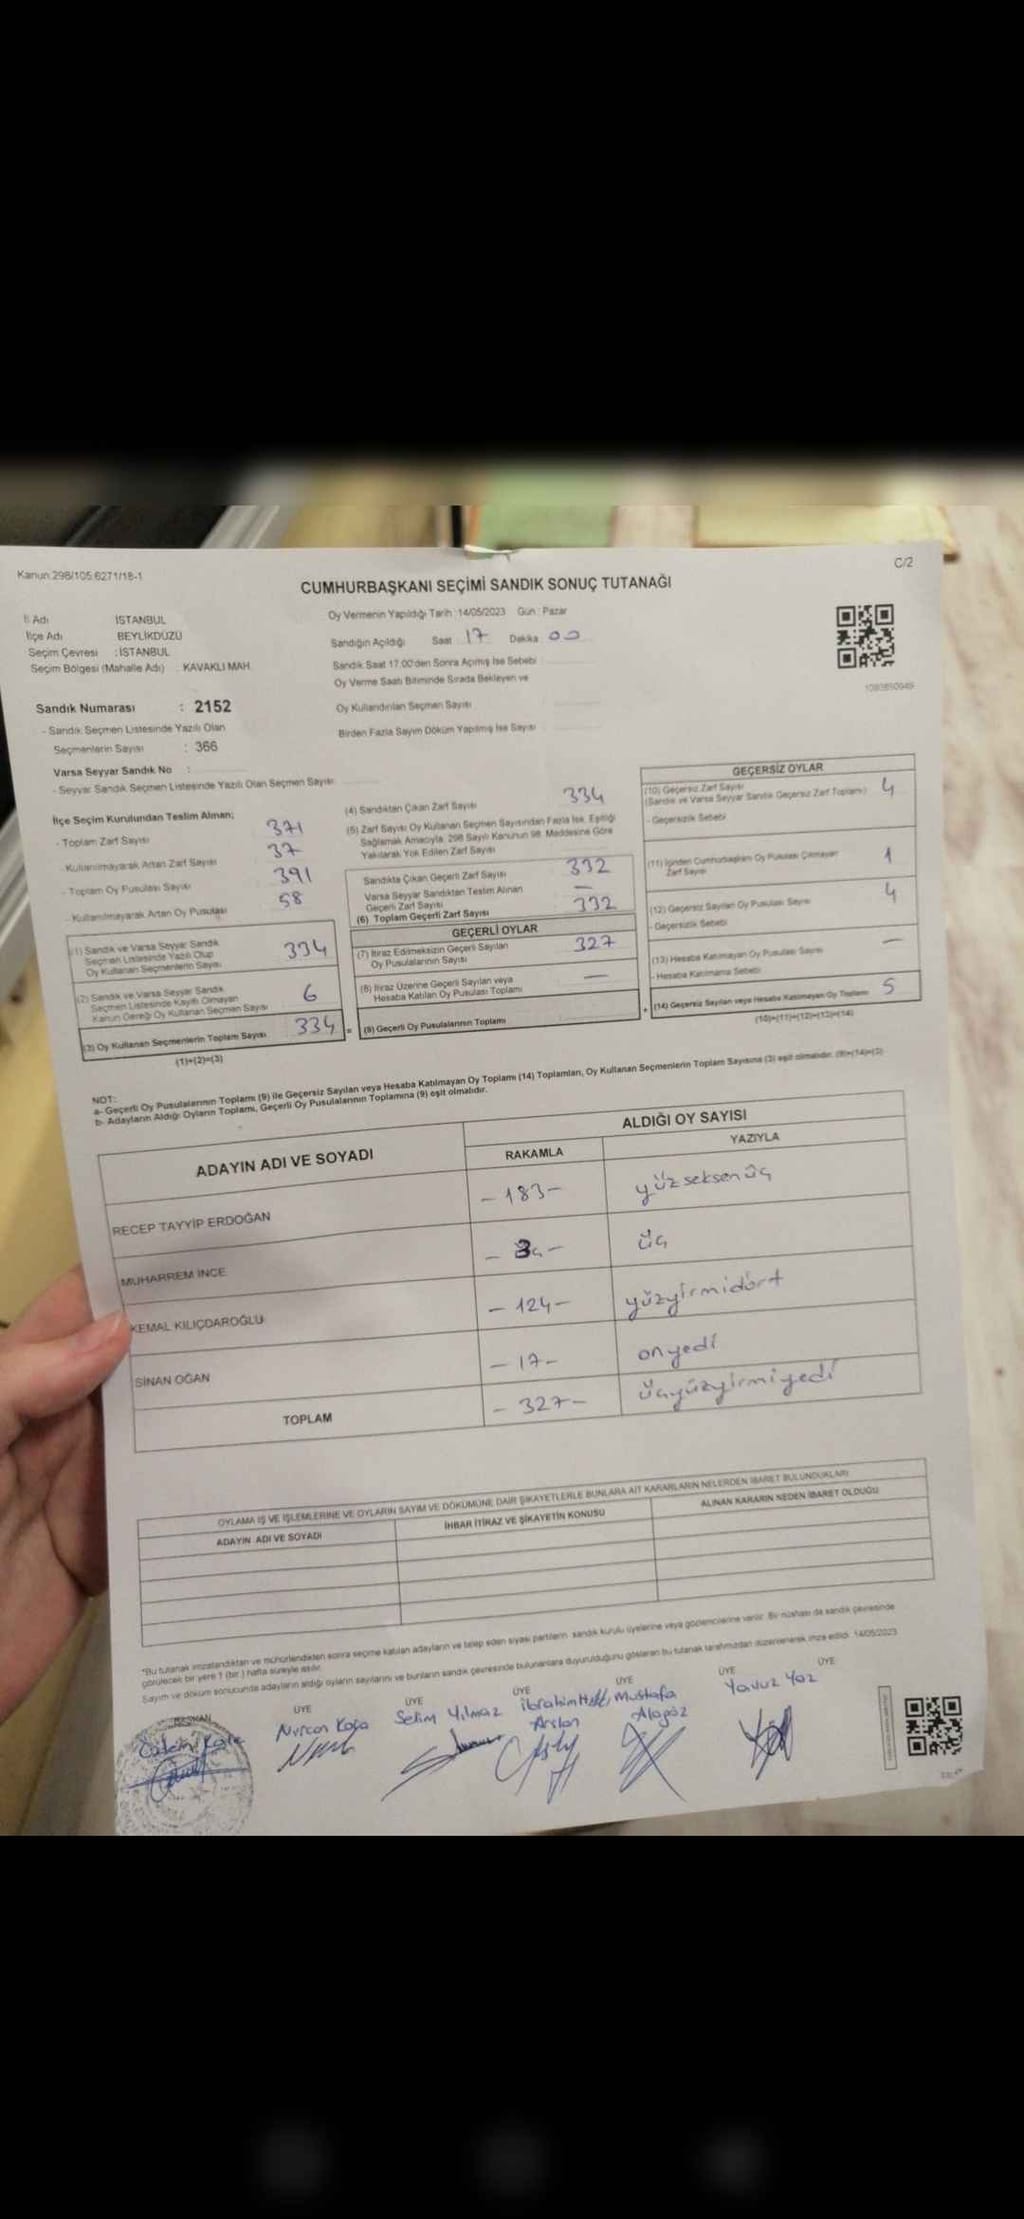 Kanun:298/105;6271/18-1
C/2
CUMHURBAŞKANI SEÇİMİ SANDIK SONUÇ TUTANAĞI
İl Adı İSTANBUL
İlçe Adı BEYLİKDÜZÜ
Seçim Çevresi : İSTANBUL
Seçim Bölgesi (Mahalle Adı) : KAVAKLI MAH.
Sandık Numarası : 2152
- Sandık Seçmen Listesinde Yazılı Olan
Seçmenlerin Sayısı : 366
Varsa Seyyar Sandık No :
- Seyyar Sandık Seçmen Listesinde Yazılı Olan Seçmen Sayısı
Oy Vermenin Yapıldığı Tarih :14/05/2023 Gün : Pazar
Sandığın Açıldığı Saat 17 Dakika 00
Sandık Saat 17.00'den Sonra Açılmış İse Sebebi
Oy Verme Saati Bitiminde Sırada Bekleyen ve
Oy Kullandırılan Seçmen Sayısı
Birden Fazla Sayım Döküm Yapılmış İse Sayısı
İlçe Seçim Kurulundan Teslim Alınan;
- Toplam Zarf Sayısı 371
- Kullanılmayarak Artan Zarf Sayısı 37
- Toplam Oy Pusulası Sayısı 391
- Kullanılmayarak Artan Oy Pusulası 58
(1) Sandık ve Varsa Seyyar Sandık
Seçmen Listesinde Yazılı Olup
Oy Kullanan Seçmenlerin Sayısı 334
(2) Sandık ve Varsa Seyyar Sandık
Seçmen Listesinde Kayıtlı Olmayan
Kanun Gereği Oy Kullanan Seçmen Sayısı 6
(3) Oy Kullanan Seçmenlerin Toplam Sayısı 334 =
(1)+(2)=(3)
(4) Sandıktan Çıkan Zarf Sayısı 334
(5) Zarf Sayısı Oy Kullanan Seçmen Sayısından Fazla İse, Eşitliği
Sağlamak Amacıyla, 298 Sayılı Kanunun 98. Maddesine Göre
Yakılarak Yok Edilen Zarf Sayısı
Sandıkta Çıkan Geçerli Zarf Sayısı 332
Varsa Seyyar Sandıktan Teslim Alınan
Geçerli Zarf Sayısı —
(6) Toplam Geçerli Zarf Sayısı 332
GEÇERLİ OYLAR
(7) İtiraz Edilmeksizin Geçerli Sayılan
Oy Pusulalarının Sayısı 327
(8) İtiraz Üzerine Geçerli Sayılan veya
Hesaba Katılan Oy Pusulası Toplamı —
(9) Geçerli Oy Pusulalarının Toplamı
GEÇERSİZ OYLAR
(10) Geçersiz Zarf Sayısı
(Sandık ve Varsa Seyyar Sandık Geçersiz Zarf Toplamı) 4
- Geçersizlik Sebebi
(11) İçinden Cumhurbaşkanı Oy Pusulası Çıkmayan
Zarf Sayısı 1
(12) Geçersiz Sayılan Oy Pusula Sayısı 4
- Geçersizlik Sebebi
(13) Hesaba Katılmayan Oy Pusulası Sayısı —
- Hesaba Katılmama Sebebi
+ (14) Geçersiz Sayılan veya Hesaba Katılmayan Oy Toplamı 5
(10)+(11)+(12)+(13)=(14)
NOT:
a- Geçerli Oy Pusulalarının Toplamı (9) ile Geçersiz Sayılan veya Hesaba Katılmayan Oy Toplamı (14) Toplamları, Oy Kullanan Seçmenlerin Toplam Sayısına (3) eşit olmalıdır. (9)+(14)=(3)
b- Adayların Aldığı Oyların Toplamı, Geçerli Oy Pusulalarının Toplamına (9) eşit olmalıdır.
ADAYIN ADI VE SOYADI
ALDIĞI OY SAYISI
RAKAMLA YAZIYLA
RECEP TAYYİP ERDOĞAN -183- yüzseksenüç
MUHARREM İNCE - 3 - üç
KEMAL KILIÇDAROĞLU -124- yüzyirmidört
SİNAN OĞAN -17- onyedi
TOPLAM -327- üçyüzyirmiyedi
OYLAMA İŞ VE İŞLEMLERİNE VE OYLARIN SAYIM VE DÖKÜMÜNE DAİR ŞİKAYETLERLE BUNLARA AİT KARARLARIN NELERDEN İBARET BULUNDUKLARI
ADAYIN ADI VE SOYADI İHBAR İTİRAZ VE ŞİKAYETİN KONUSU ALINAN KARARIN NEDEN İBARET OLDUĞU
*Bu tutanak imzalandıktan ve mühürlendikten sonra seçime katılan adayların ve talep eden siyasi partilerin sandık kurulu üyelerine veya gözlemcilerine verilir. Bir nüshası da sandık çevresinde
görülecek bir yere 1 (bir) hafta süreyle asılır.
Sayım ve döküm sonucunda adayların aldığı oyların sayılarını ve bunların sandık çevresinde bulunanlara duyurulduğunu gösteren bu tutanak tarafımızdan düzenlenerek imza edildi. 14/05/2023
BAŞKAN ÜYE ÜYE ÜYE ÜYE ÜYE ÜYE
Nurcan Koca
Selim Yılmaz
Arslan
Mustafa
Alagöz
Yavuz Yaz